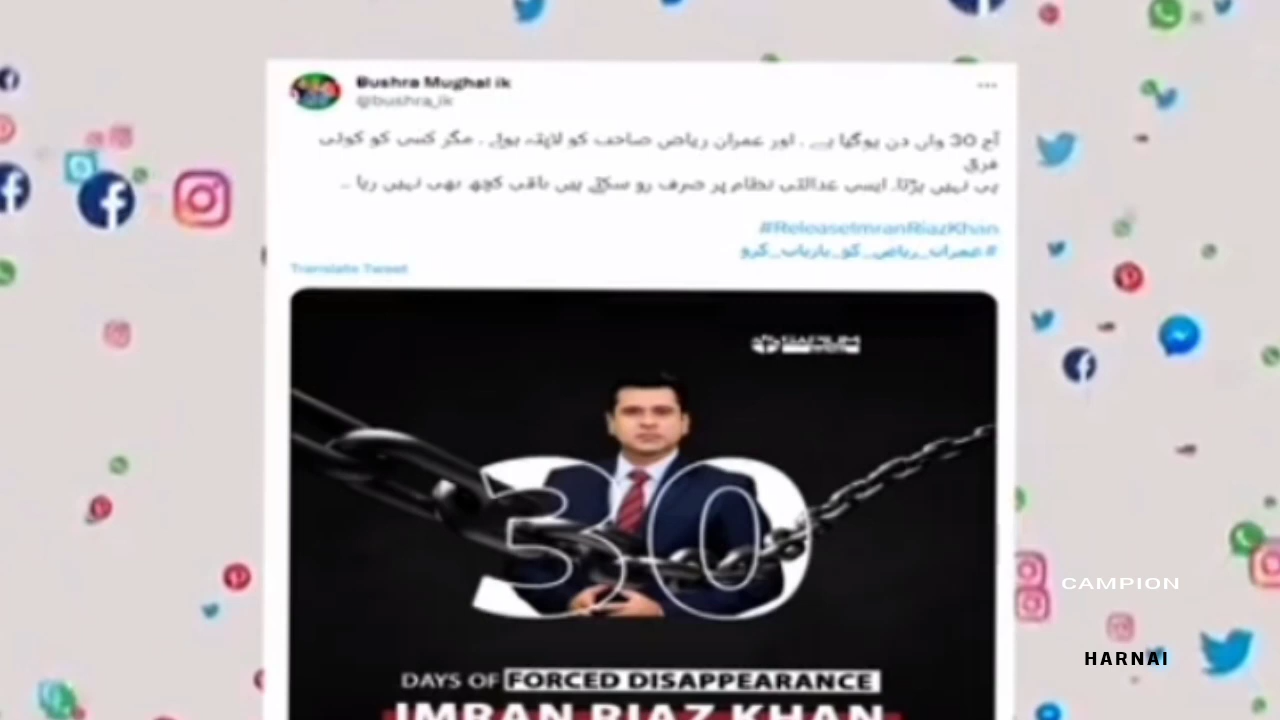 Bushra Mughal ik
@bushra_ik
آج 30 واں دن ہوگیا ہے ، اور عمران ریاض صاحب کو لاپتہ ہوئے ، مگر کسی کو کوئی
فرق
ہی نہیں پڑتا۔ ایسی عدالتی نظام پر صرف رو سکتے ہیں باقی کچھ بھی نہیں رہا ..
#ReleaseImranRiazKhan
#عمران_ریاض_کو_بازیاب_کرو
Translate Tweet
30
DAYS OF FORCED DISAPPEARANCE
IMRAN RIAZ KHAN
CAMPION
HARNAI